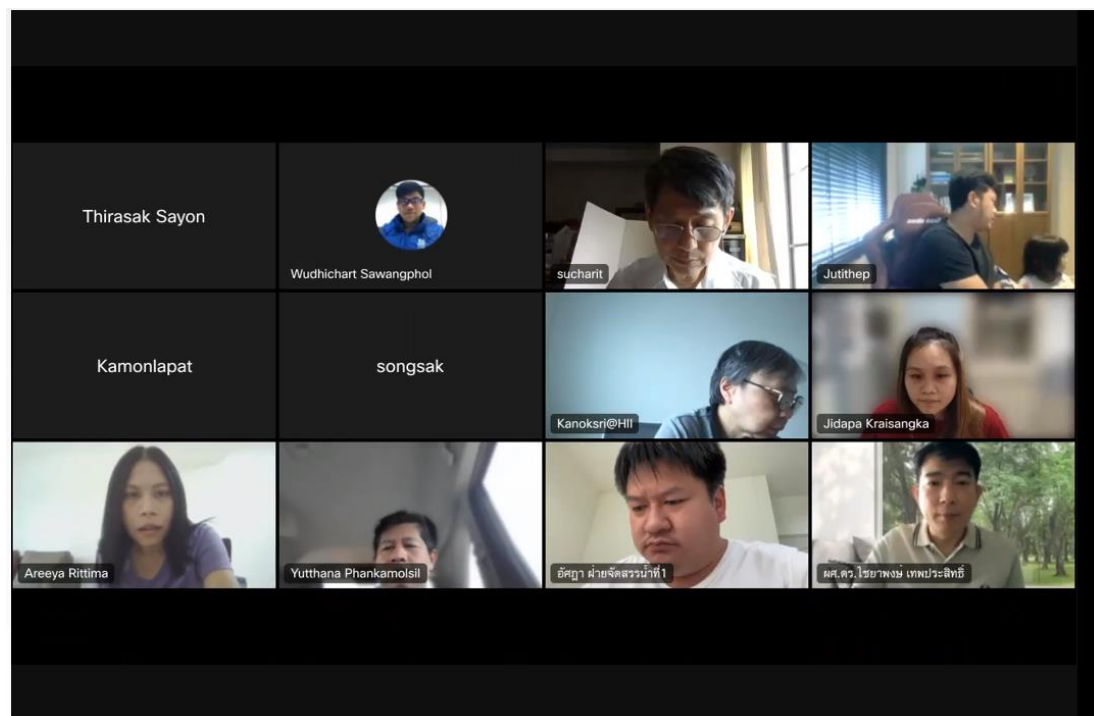 Thirasak Sayon
Wudhichart Sawangphol
sucharit
Jutithep
Kamonlapat
songsak
Kanoksri@HII
Jidapa Kraisangka
Areeya Rittima
Yutthana Phankamolsil
อัศฎา ฝ่ายจัดสรรน้ำที่1
ผศ.ดร.ไชยาพงษ์ เทพประสิทธิ์